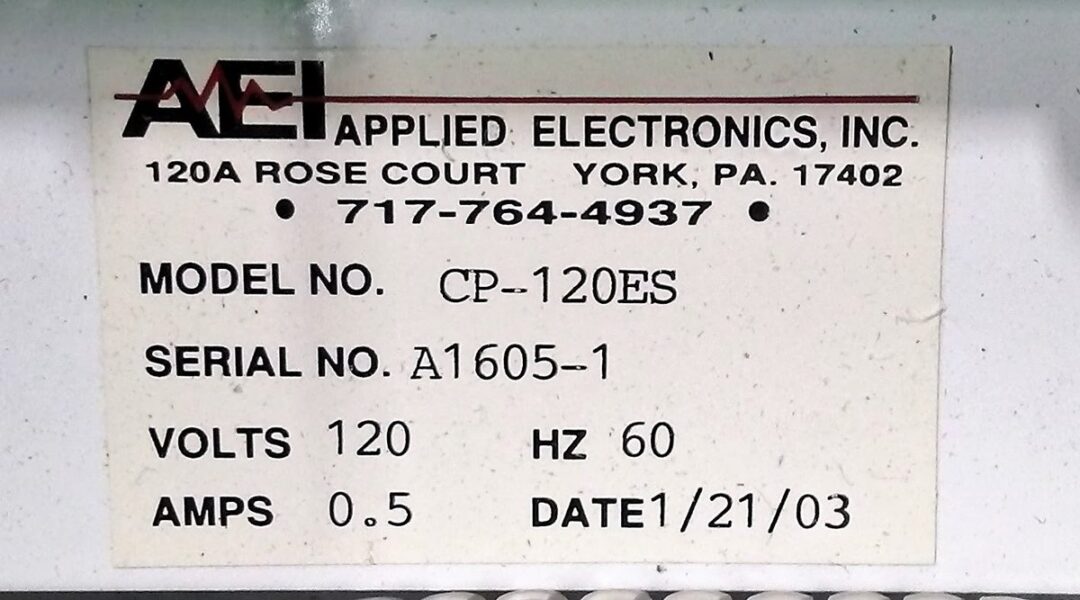 AEI APPLIED ELECTRONICS, INC.
120A ROSE COURT YORK, PA. 17402
• 717-764-4937 •
MODEL NO. CP-120ES
SERIAL NO. A1605-1
VOLTS 120 HZ 60
AMPS 0.5 DATE 1/21/03